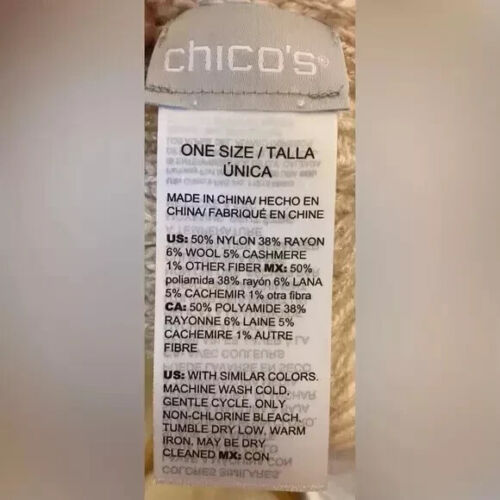 chico's®
ONE SIZE / TALLA
ÚNICA
MADE IN CHINA/ HECHO EN
CHINA/ FABRIQUÉ EN CHINE
US: 50% NYLON 38% RAYON
6% WOOL 5% CASHMERE
1% OTHER FIBER MX: 50%
poliamida 38% rayón 6% LANA
5% CACHEMIR 1% otra fibra
CA: 50% POLYAMIDE 38%
RAYONNE 6% LAINE 5%
CACHEMIRE 1% AUTRE
FIBRE
US: WITH SIMILAR COLORS.
MACHINE WASH COLD,
GENTLE CYCLE. ONLY
NON-CHLORINE BLEACH.
TUMBLE DRY LOW, WARM
IRON, MAY BE DRY
CLEANED MX: CON